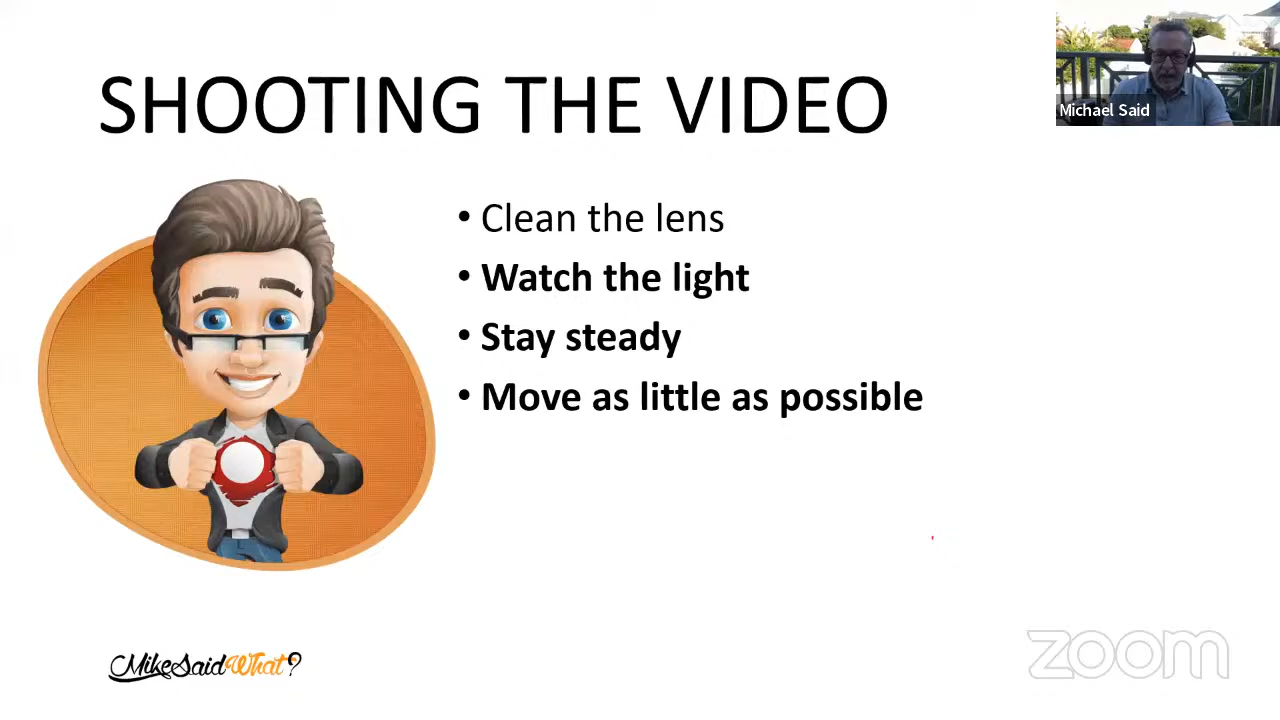 SHOOTING THE VIDEO
Michael Said
• Clean the lens
• Watch the light
• Stay steady
• Move as little as possible
MikeSaidWhat?
zoom